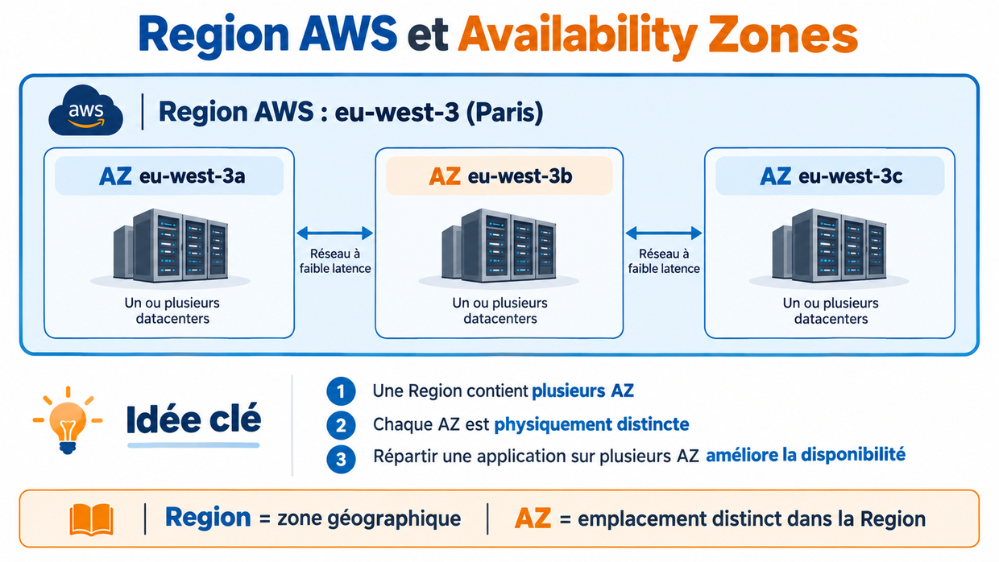 Region AWS et Availability Zones
aws
Region AWS : eu-west-3 (Paris)
AZ eu-west-3a
Un ou plusieurs
datacenters
Réseau à
faible latence
AZ eu-west-3b
Un ou plusieurs
datacenters
Réseau à
faible latence
AZ eu-west-3c
Un ou plusieurs
datacenters
Idée clé
1 Une Region contient plusieurs AZ
2 Chaque AZ est physiquement distincte
3 Répartir une application sur plusieurs AZ améliore la disponibilité
Region = zone géographique
AZ = emplacement distinct dans la Region